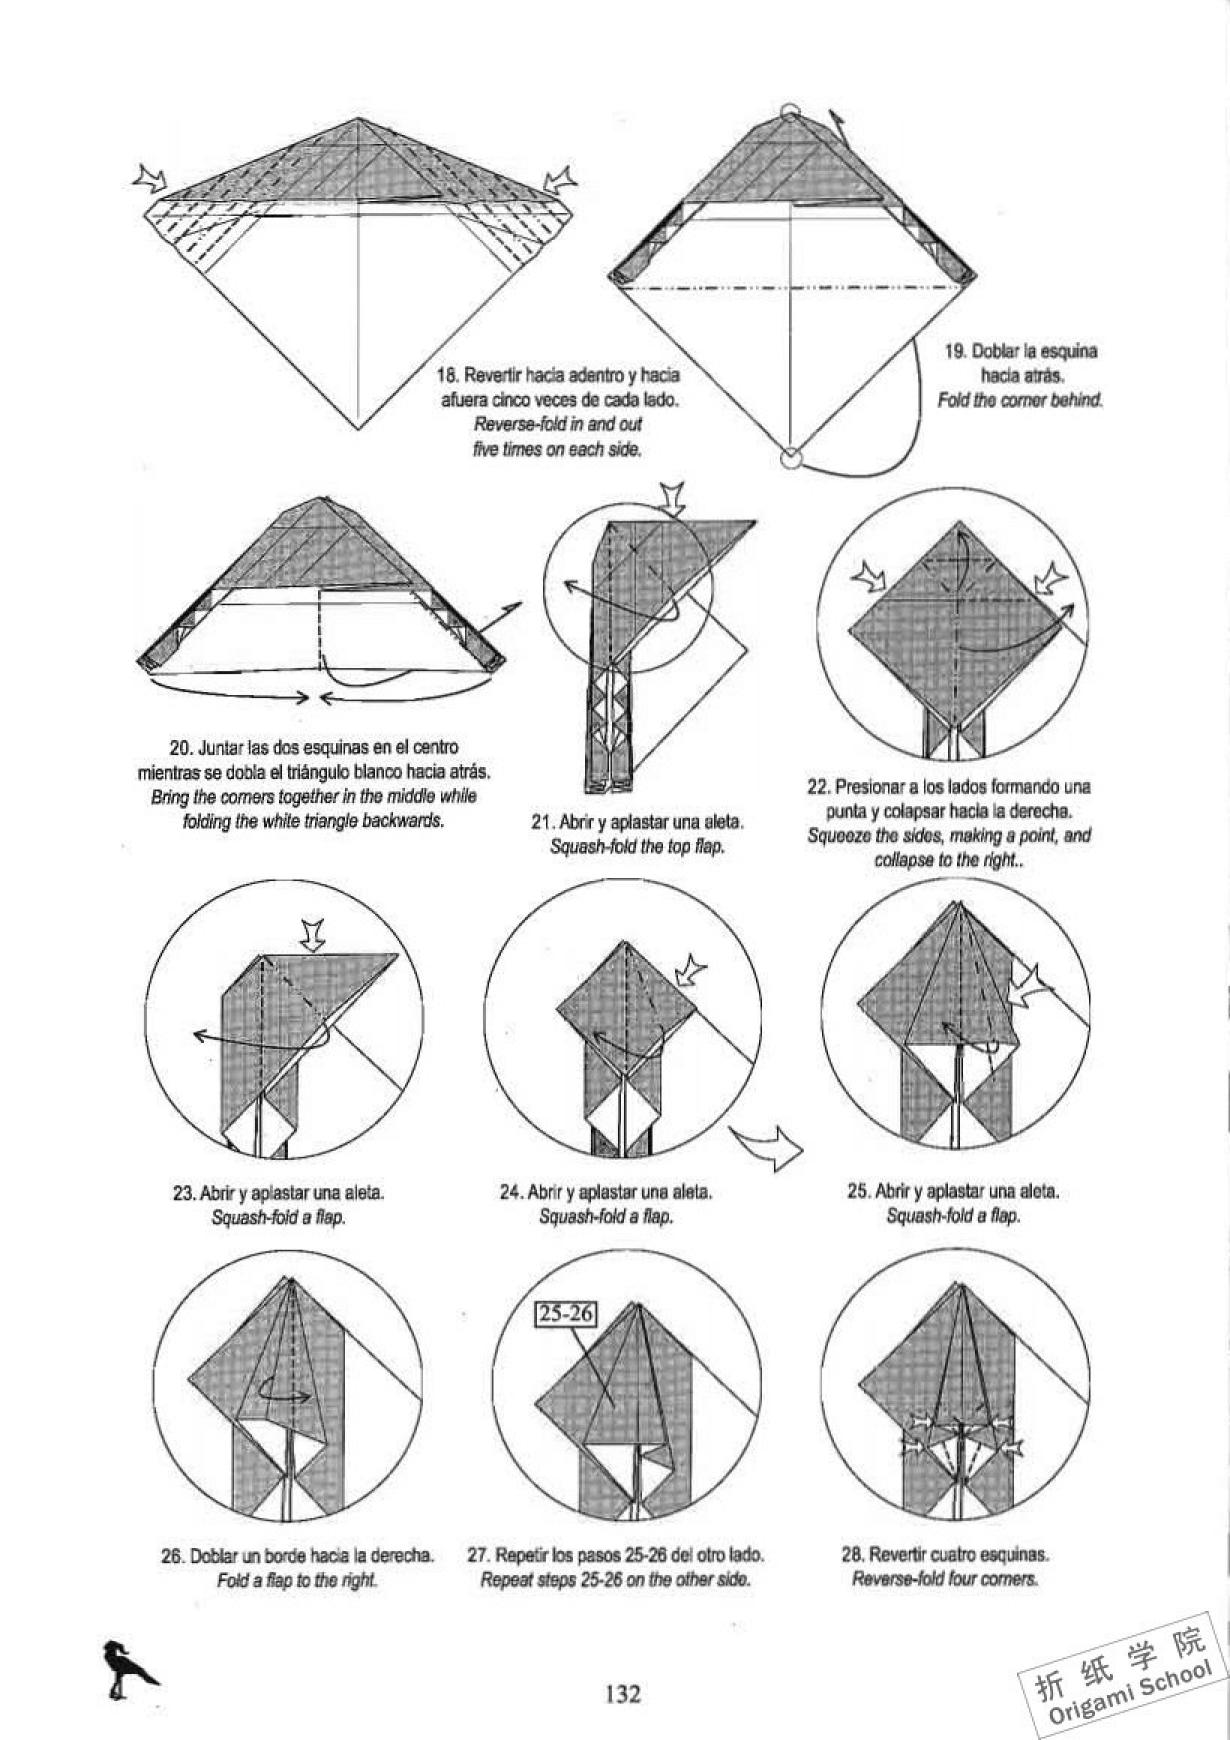 18. Revertir hacia adentro y hacia
afuera cinco veces de cada lado.
Reverse-fold in and out
five times on each side.
19. Doblar la esquina
hacia atrás.
Fold the corner behind.
20. Juntar las dos esquinas en el centro
mientras se dobla el triángulo blanco hacia atrás.
Bring the corners together in the middle while
folding the white triangle backwards.
21. Abrir y aplastar una aleta.
Squash-fold the top flap.
22. Presionar a los lados formando una
punta y colapsar hacia la derecha.
Squeeze the sides, making a point, and
collapse to the right..
23. Abrir y aplastar una aleta.
Squash-fold a flap.
24. Abrir y aplastar una aleta.
Squash-fold a flap.
25. Abrir y aplastar una aleta.
Squash-fold a flap.
26. Doblar un borde hacia la derecha.
Fold a flap to the right.
25-26
27. Repetir los pasos 25-26 del otro lado.
Repeat steps 25-26 on the other side.
28. Revertir cuatro esquinas.
Reverse-fold four corners.
132
折纸学院
Origami School